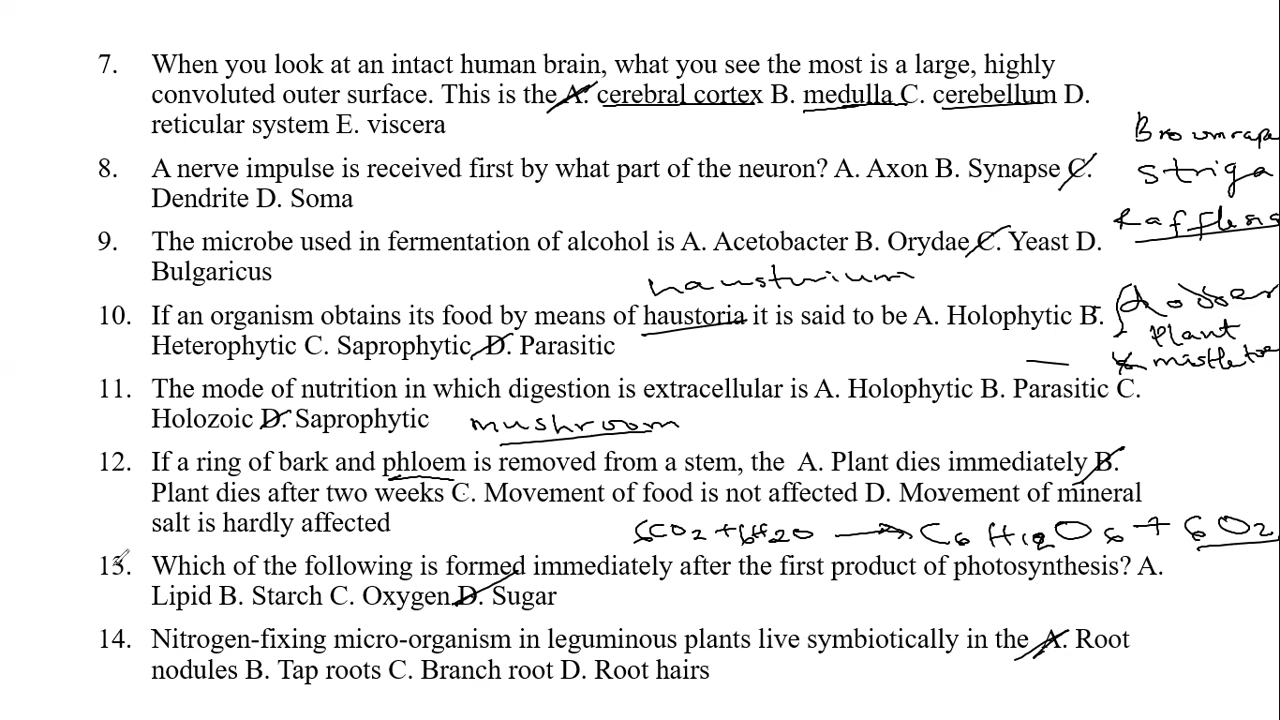 7. When you look at an intact human brain, what you see the most is a large, highly
convoluted outer surface. This is the A. cerebral cortex B. medulla C. cerebellum D.
reticular system E. viscera
8. A nerve impulse is received first by what part of the neuron? A. Axon B. Synapse C.
Dendrite D. Soma
9. The microbe used in fermentation of alcohol is A. Acetobacter B. Orydae C. Yeast D.
Bulgaricus
10. If an organism obtains its food by means of haustoria it is said to be A. Holophytic B.
Heterophytic C. Saprophytic D. Parasitic
11. The mode of nutrition in which digestion is extracellular is A. Holophytic B. Parasitic C.
Holozoic D. Saprophytic
mushroom
12. If a ring of bark and phloem is removed from a stem, the A. Plant dies immediately B.
Plant dies after two weeks C. Movement of food is not affected D. Movement of mineral
salt is hardly affected
6CO2 + 6H2O → C6 H12O6 + 6O2
13. Which of the following is formed immediately after the first product of photosynthesis? A.
Lipid B. Starch C. Oxygen D. Sugar
14. Nitrogen-fixing micro-organism in leguminous plants live symbiotically in the A. Root
nodules B. Tap roots C. Branch root D. Root hairs
striga
Plant